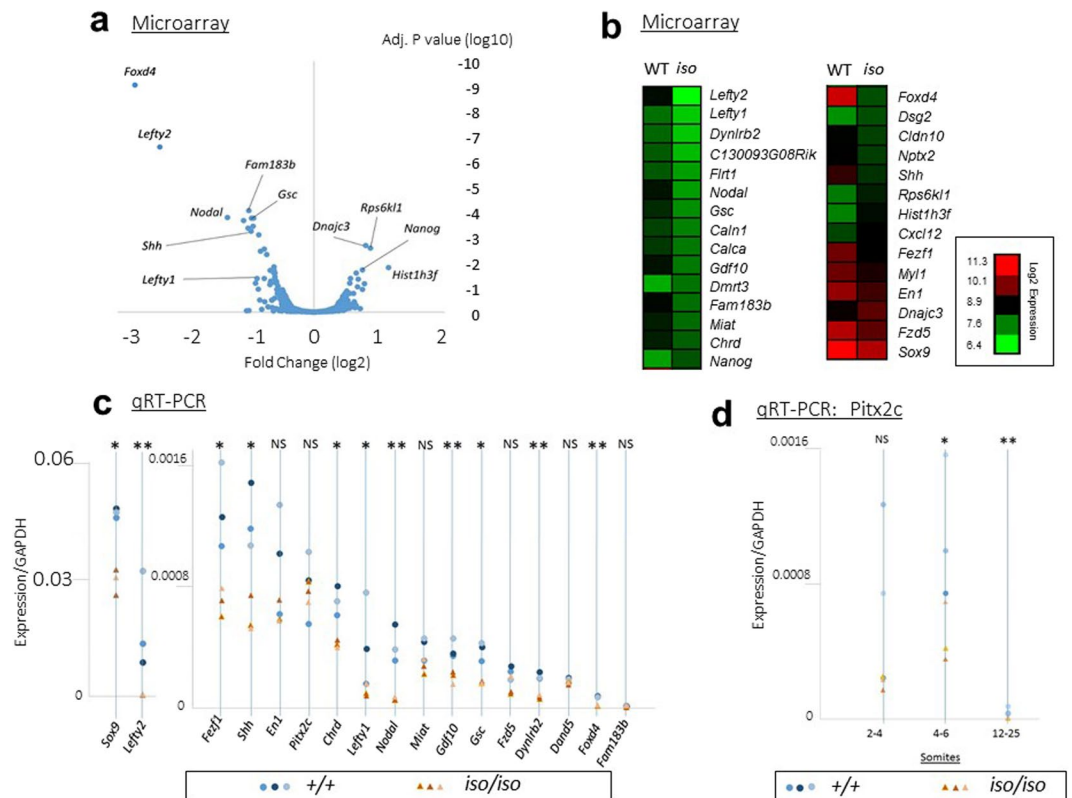 a Microarray
Adj. P value (log10)
-10
-9
-8
-7
-6
-5
-4
-3
-2
-1
0
Foxd4
Lefty2
Fam183b
Gsc
Nodal
Shh
Lefty1
Dnajc3
Rps6kl1
Nanog
Hist1h3f
-3 -2 -1 0 1 2
Fold Change (log2)
b Microarray
WT iso
Lefty2
Lefty1
Dynlrb2
C130093G08Rik
Flrt1
Nodal
Gsc
Caln1
Calca
Gdf10
Dmrt3
Fam183b
Miat
Chrd
Nanog
WT iso
Foxd4
Dsg2
Cldn10
Nptx2
Shh
Rps6kl1
Hist1h3f
Cxcl12
Fezf1
Myl1
En1
Dnajc3
Fzd5
Sox9
11.3
10.1
8.9
7.6
6.4
Log2 Expression
c qRT-PCR
* ** * * NS NS * * ** NS ** * NS ** NS ** NS
0.06
0.03
0
0.0016
0.0008
0
Expression/GAPDH
Sox9 Lefty2 Fezf1 Shh En1 Pitx2c Chrd Lefty1 Nodal Miat Gdf10 Gsc Fzd5 Dynlrb2 Dand5 Foxd4 Fam183b
+/+ iso/iso
d qRT-PCR: Pitx2c
NS * **
0.0016
0.0008
0
Expression/GAPDH
2-4 4-6 12-25
Somites
+/+ iso/iso